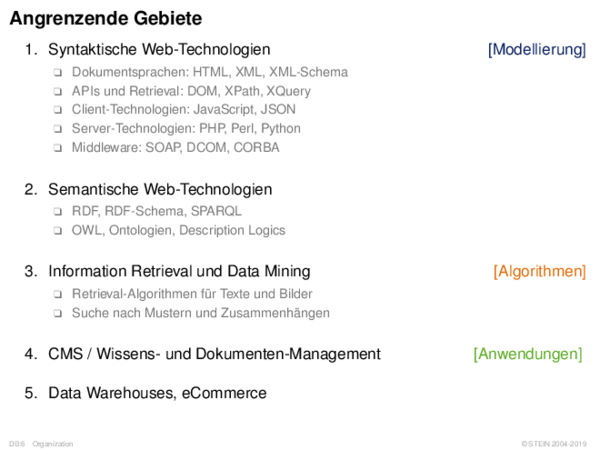 Angrenzende Gebiete
1. Syntaktische Web-Technologien [Modellierung]
❑ Dokumentsprachen: HTML, XML, XML-Schema
❑ APIs und Retrieval: DOM, XPath, XQuery
❑ Client-Technologien: JavaScript, JSON
❑ Server-Technologien: PHP, Perl, Python
❑ Middleware: SOAP, DCOM, CORBA
2. Semantische Web-Technologien
❑ RDF, RDF-Schema, SPARQL
❑ OWL, Ontologien, Description Logics
3. Information Retrieval und Data Mining [Algorithmen]
❑ Retrieval-Algorithmen für Texte und Bilder
❑ Suche nach Mustern und Zusammenhängen
4. CMS / Wissens- und Dokumenten-Management [Anwendungen]
5. Data Warehouses, eCommerce
DB:6 Organization © STEIN 2004-2019